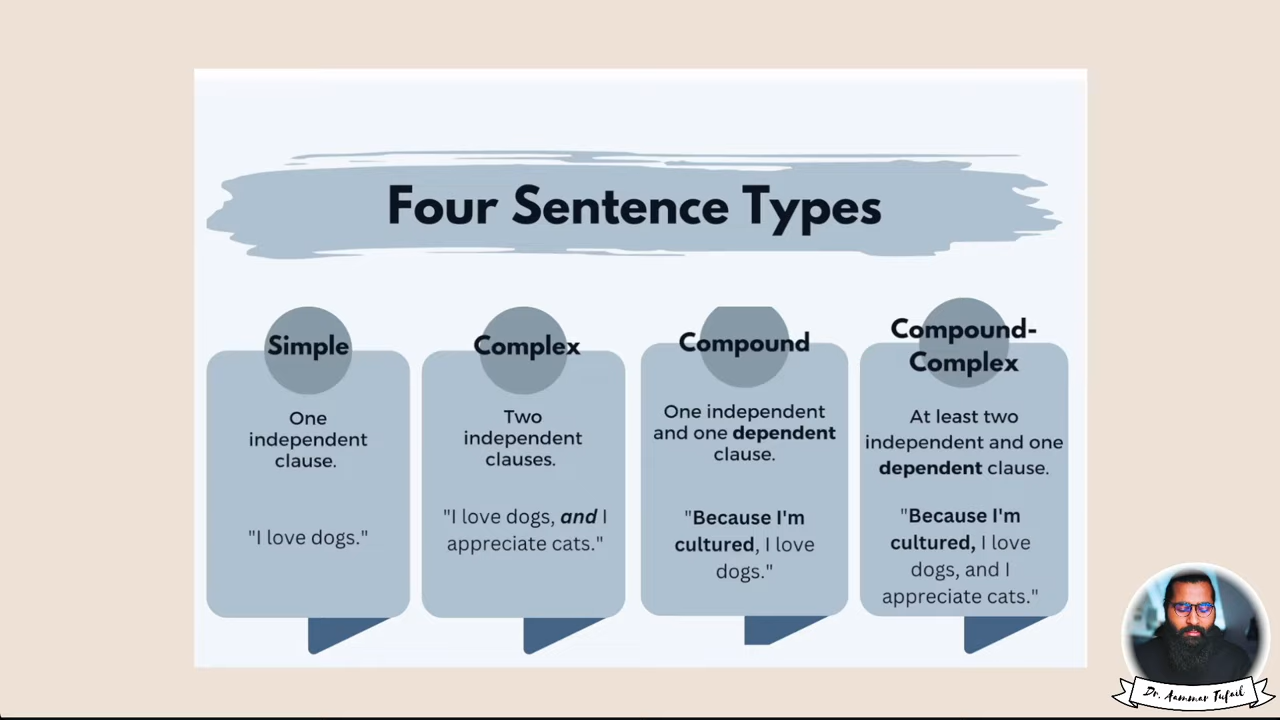 Four Sentence Types
Simple
One
independent
clause.
"I love dogs."
Complex
Two
independent
clauses.
"I love dogs, and I
appreciate cats."
Compound
One independent
and one dependent
clause.
"Because I'm
cultured, I love
dogs."
Compound-
Complex
At least two
independent and one
dependent clause.
"Because I'm
cultured, I love
dogs, and I
appreciate cats."
Dr. Aammar Tufail